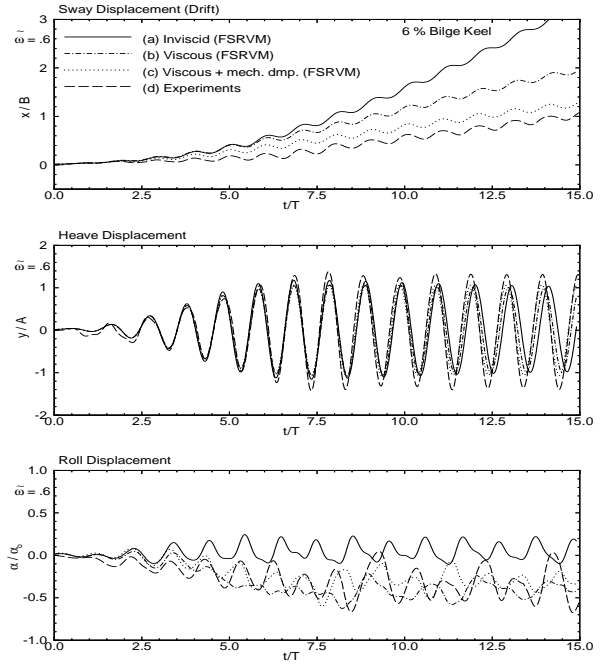 Sway Displacement (Drift)
6 % Bilge Keel
(a) Inviscid (FSRVM)
(b) Viscous (FSRVM)
(c) Viscous + mech. dmp. (FSRVM)
(d) Experiments
ω̃ = .6
x / B
3
2
1
0
0.0 2.5 5.0 7.5 10.0 12.5 15.0
t/T
Heave Displacement
ω̃ = .6
y / A
2
1
0
-1
-2
0.0 2.5 5.0 7.5 10.0 12.5 15.0
t/T
Roll Displacement
ω̃ = .6
α / α₀
1.0
0.5
0.0
-0.5
-1.0
0.0 2.5 5.0 7.5 10.0 12.5 15.0
t/T